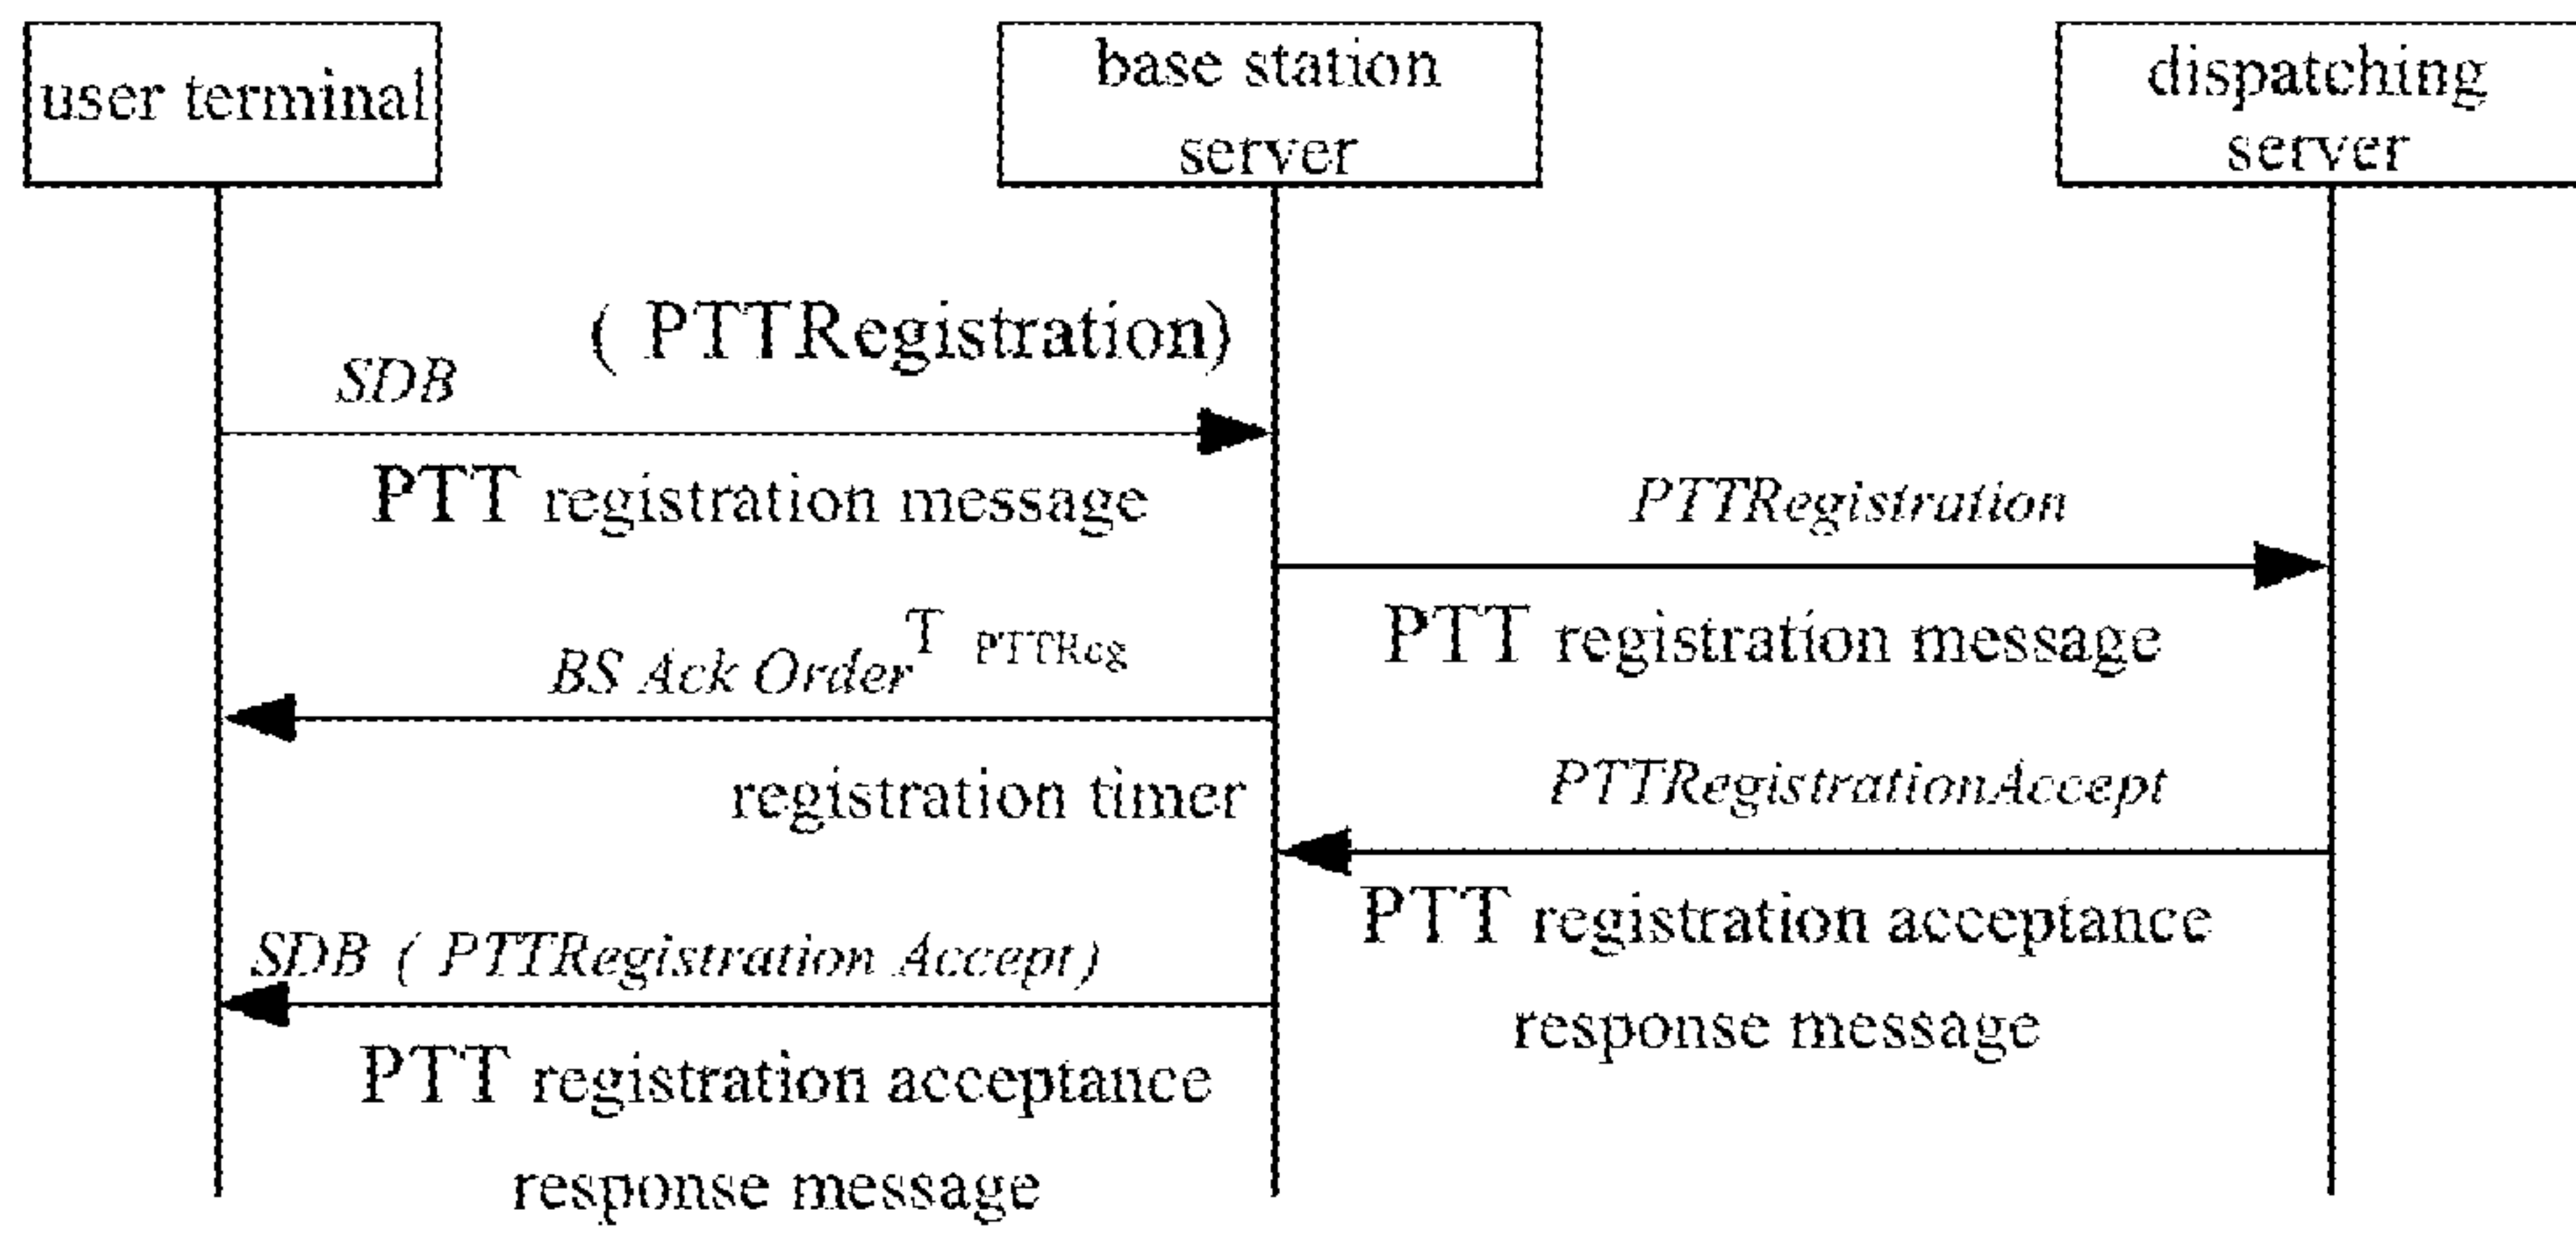 user terminal
base station
server
dispatching
server
( PTTRegistration)
SDB
PTT registration message
PTTRegistration
PTT registration message
T PTTReg
BS Ack Order
registration timer
PTTRegistrationAccept
PTT registration acceptance
response message
SDB ( PTTRegistration Accept)
PTT registration acceptance
response message